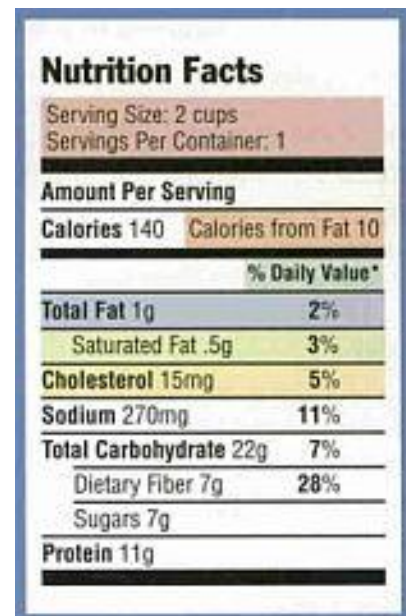 Nutrition Facts
Serving Size: 2 cups
Servings Per Container: 1
Amount Per Serving
Calories 140 Calories from Fat 10
% Daily Value*
Total Fat 1g 2%
Saturated Fat .5g 3%
Cholesterol 15mg 5%
Sodium 270mg 11%
Total Carbohydrate 22g 7%
Dietary Fiber 7g 28%
Sugars 7g
Protein 11g